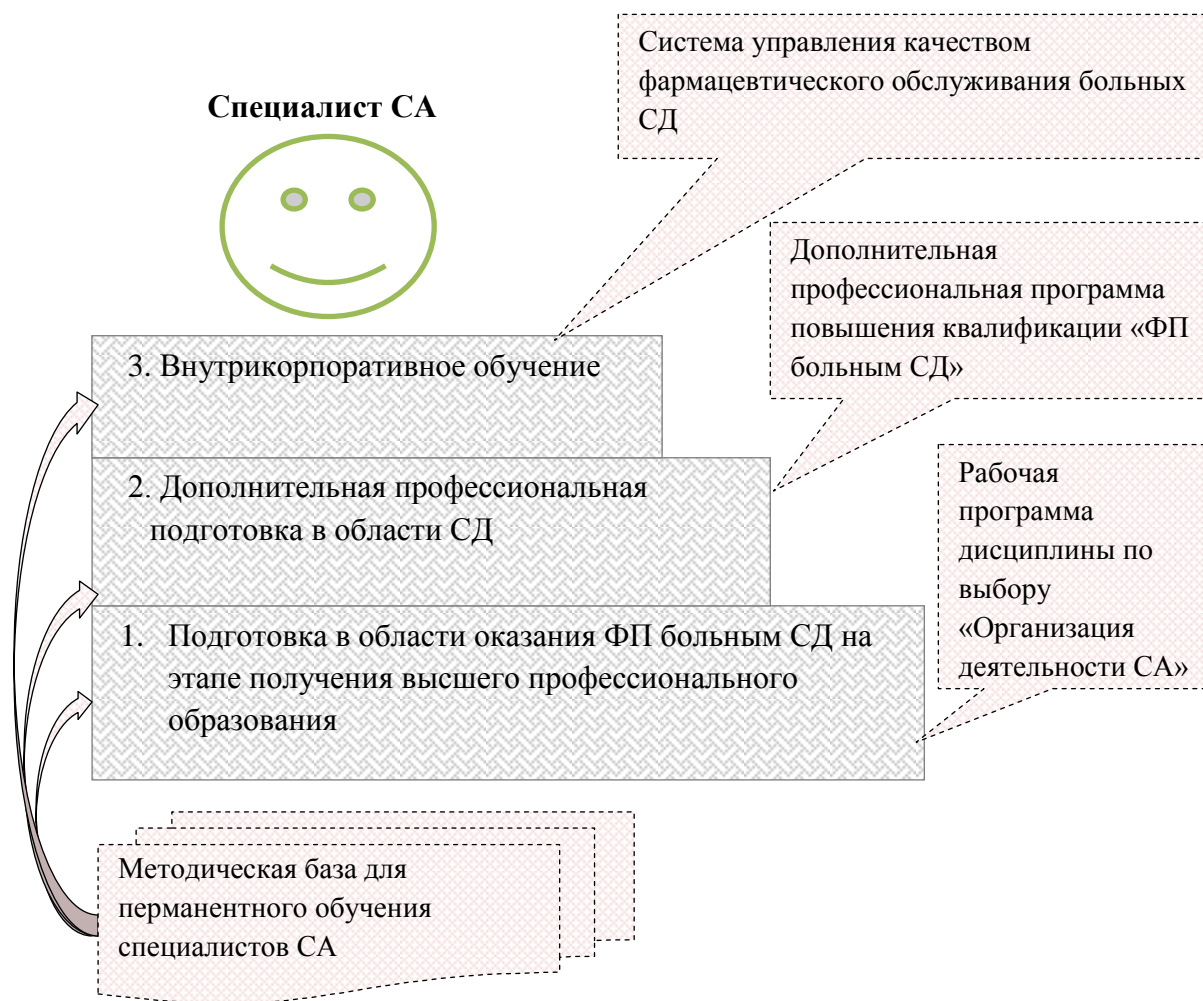 Система управления качеством
фармацевтического обслуживания больных
СД
Специалист СА
Дополнительная
профессиональная программа
повышения квалификации «ФП
больным СД»
3. Внутрикорпоративное обучение
2. Дополнительная профессиональная
подготовка в области СД
Рабочая
программа
дисциплины по
выбору
«Организация
деятельности СА»
1. Подготовка в области оказания ФП больным СД на
этапе получения высшего профессионального
образования
Методическая база для
перманентного обучения
специалистов СА